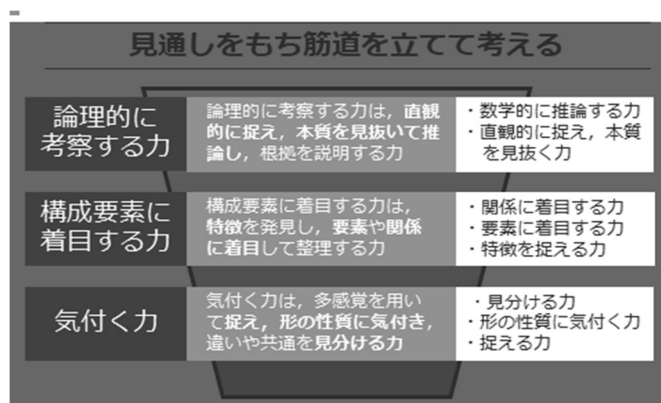 見通しをもち筋道を立てて考える
論理的に
考察する力
論理的に考察する力は，直観
的に捉え，本質を見抜いて推
論し，根拠を説明する力
・数学的に推論する力
・直観的に捉え，本質
を見抜く力
構成要素に
着目する力
構成要素に着目する力は，
特徴を発見し，要素や関係
に着目して整理する力
・関係に着目する力
・要素に着目する力
・特徴を捉える力
気付く力
気付く力は，多感覚を用い
て捉え，形の性質に気付き，
違いや共通を見分ける力
・見分ける力
・形の性質に気付く力
・捉える力